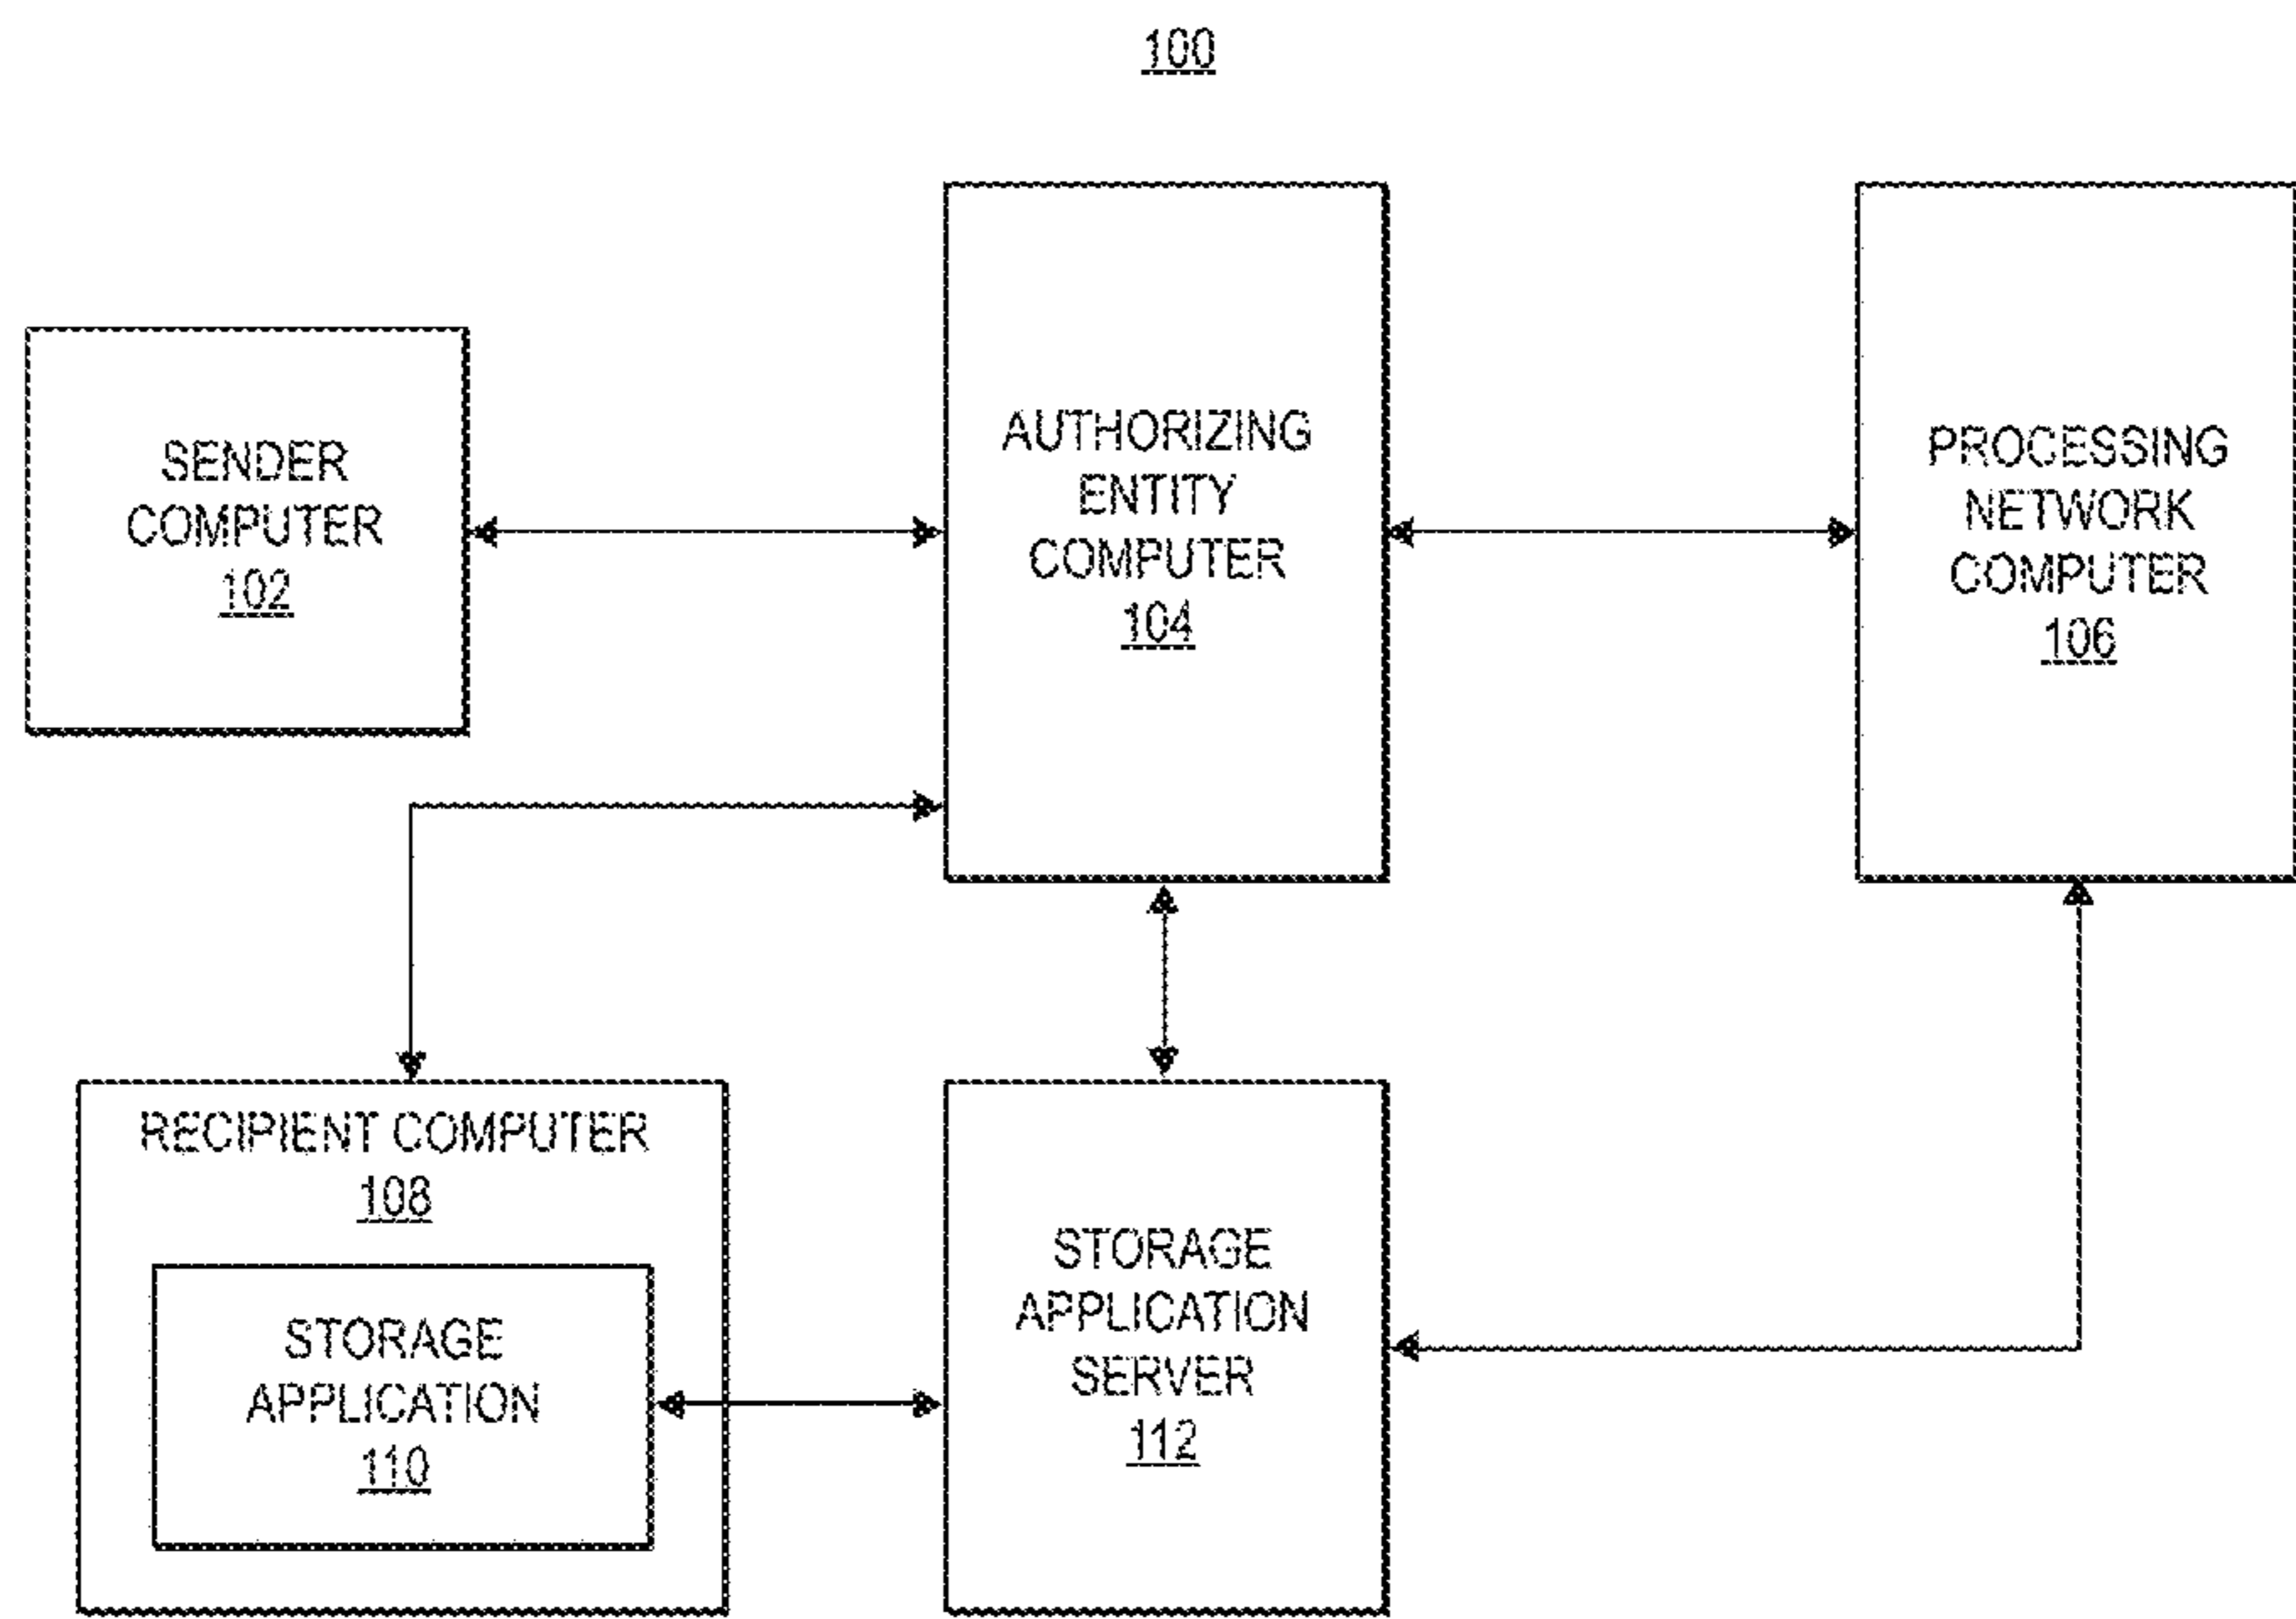 100
SENDER
COMPUTER
102
AUTHORIZING
ENTITY
COMPUTER
104
PROCESSING
NETWORK
COMPUTER
106
RECIPIENT COMPUTER
108
STORAGE
APPLICATION
110
STORAGE
APPLICATION
SERVER
112